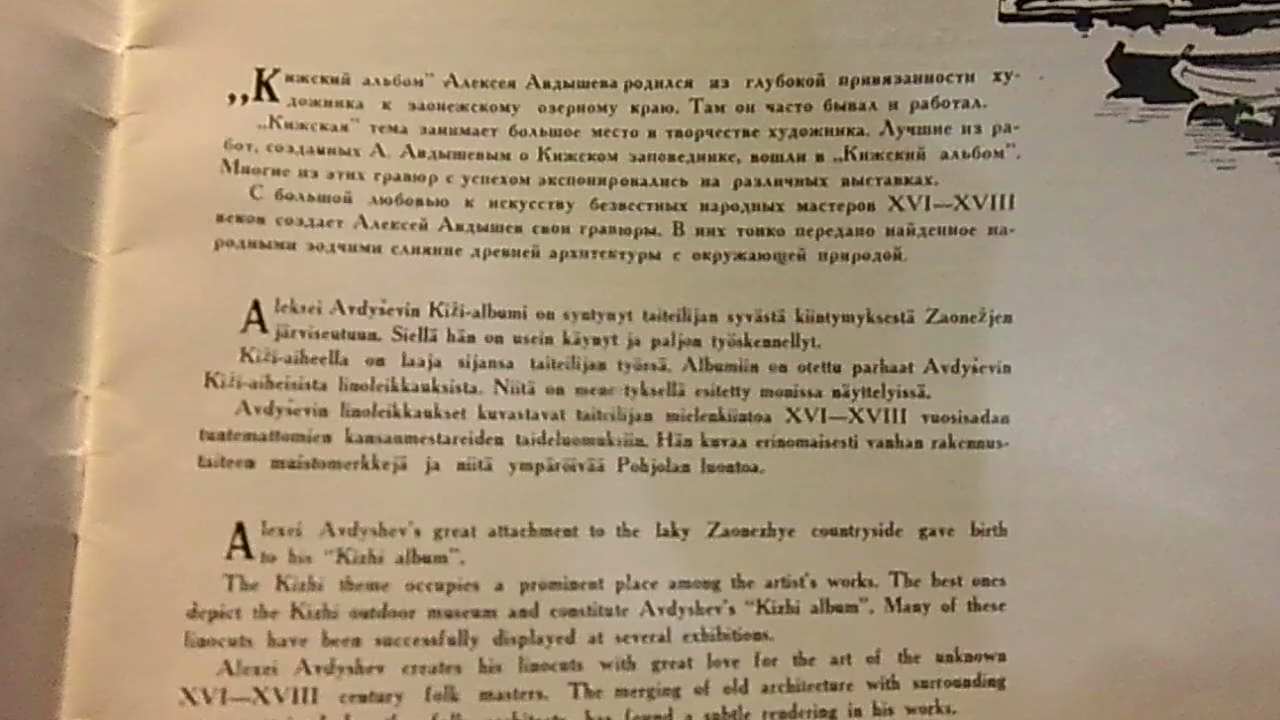 „Кижский альбом" Алексея Авдышева родился из глубокой привязанности ху-
дожника к заонежскому озерному краю. Там он часто бывал и работал.
„Кижская" тема занимает большое место в творчестве художника. Лучшие из ра-
бот, созданных А. Авдышевым о Кижском заповеднике, вошли в „Кижский альбом".
Многие из этих гравюр с успехом экспонировались на различных выставках.
С большой любовью к искусству безвестных народных мастеров XVI—XVIII
веков создает Алексей Авдышев свои гравюры. В них тонко передано найденное на-
родными зодчими слияние древней архитектуры с окружающей природой.
Aleksei Avdyševin Kiži-albumi on syntynyt taiteilijan syvästä kiintymyksestä Zaonežjen
järviseutuun. Siellä hän on usein käynyt ja paljon työskennellyt.
Kiži-aiheella on laaja sijansa taiteilijan työssä. Albumiin on otettu parhaat Avdyševin
Kiži-aiheisista linoleikkauksista. Niitä on menestyksellä esitetty monissa näyttelyissä.
Avdyševin linoleikkaukset kuvastavat taiteilijan mielenkiintoa XVI—XVIII vuosisadan
tuntemattomien kansanmestareiden taideluomuksiin. Hän kuvaa erinomaisesti vanhan rakennus-
taiteen muistomerkkejä ja niitä ympäröivää Pohjolan luontoa.
Alexei Avdyshev's great attachment to the laky Zaonezhye countryside gave birth
to his "Kizhi album".
The Kizhi theme occupies a prominent place among the artist's works. The best ones
depict the Kizhi outdoor museum and constitute Avdyshev's "Kizhi album". Many of these
linocuts have been successfully displayed at several exhibitions.
Alexei Avdyshev creates his linocuts with great love for the art of the unknown
XVI—XVIII century folk masters. The merging of old architecture with surrounding
has found a subtle rendering in his works.